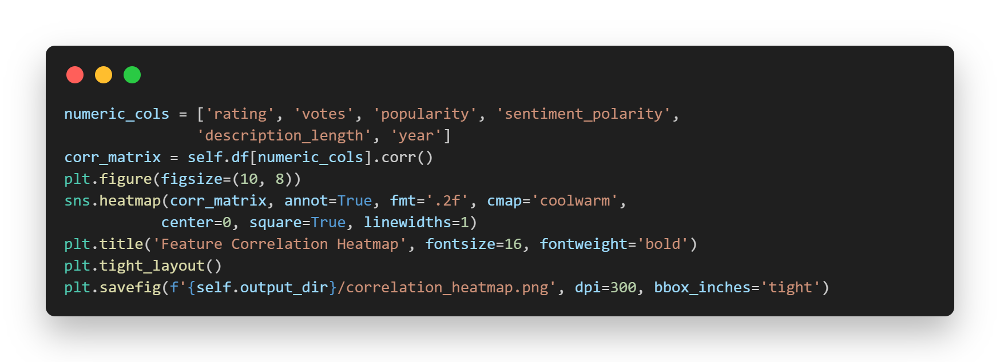 numeric_cols = ['rating', 'votes', 'popularity', 'sentiment_polarity',
               'description_length', 'year']
corr_matrix = self.df[numeric_cols].corr()
plt.figure(figsize=(10, 8))
sns.heatmap(corr_matrix, annot=True, fmt='.2f', cmap='coolwarm',
           center=0, square=True, linewidths=1)
plt.title('Feature Correlation Heatmap', fontsize=16, fontweight='bold')
plt.tight_layout()
plt.savefig(f'{self.output_dir}/correlation_heatmap.png', dpi=300, bbox_inches='tight')